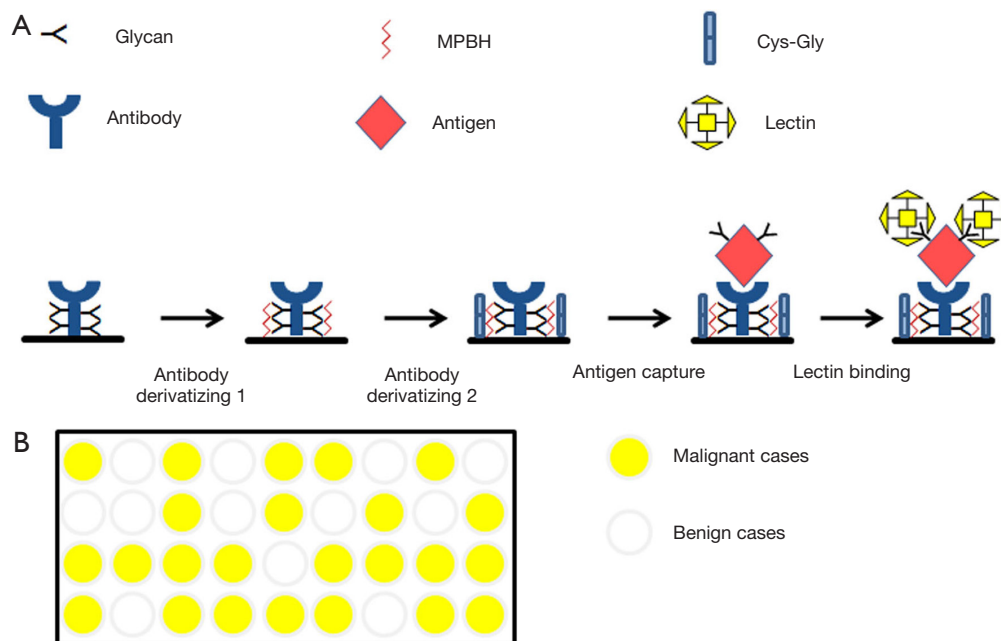 A
Glycan
MPBH
Cys-Gly
Antibody
Antigen
Lectin
Antibody
derivatizing 1
Antibody
derivatizing 2
Antigen capture
Lectin binding
B
Malignant cases
Benign cases